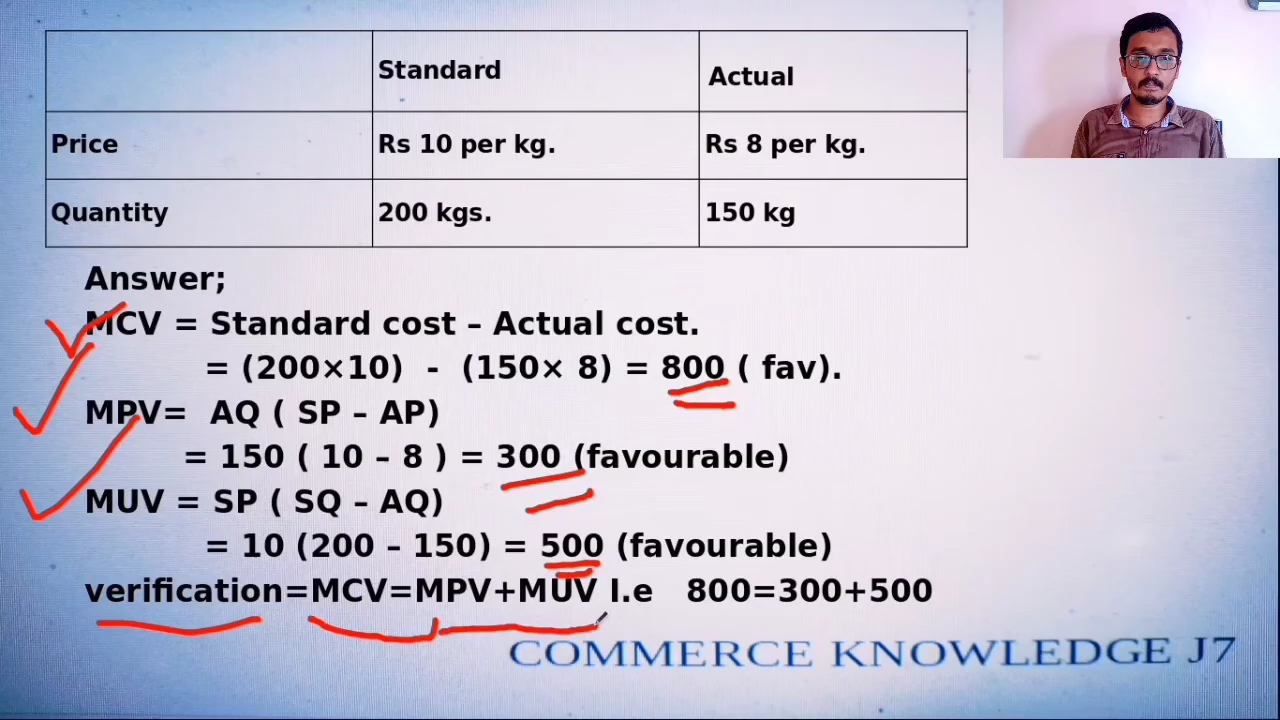 Standard Actual
Price Rs 10 per kg. Rs 8 per kg.
Quantity 200 kgs. 150 kg
Answer;
MCV = Standard cost – Actual cost.
= (200×10) - (150× 8) = 800 ( fav).
MPV= AQ ( SP – AP)
= 150 ( 10 – 8 ) = 300 (favourable)
MUV = SP ( SQ – AQ)
= 10 (200 – 150) = 500 (favourable)
verification=MCV=MPV+MUV I.e 800=300+500
COMMERCE KNOWLEDGE J7